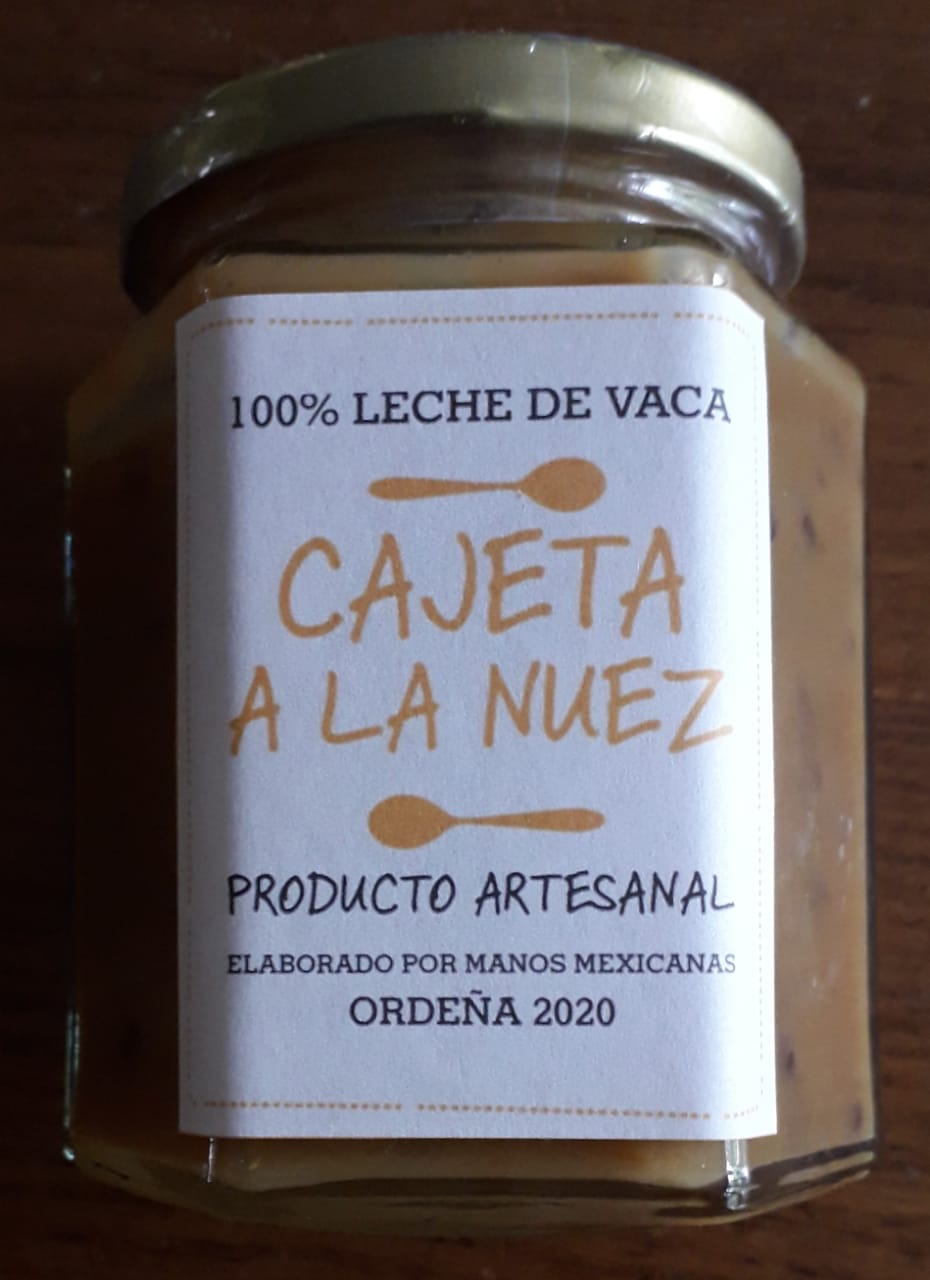 100% LECHE DE VACA
CAJETA
A LA NUEZ
PRODUCTO ARTESANAL
ELABORADO POR MANOS MEXICANAS
ORDEÑA 2020